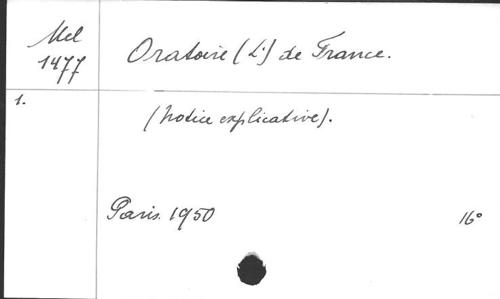 Mel
1477
Oratoire (L') de France.
1.
(Notice explicative).
Paris. 1950
16°